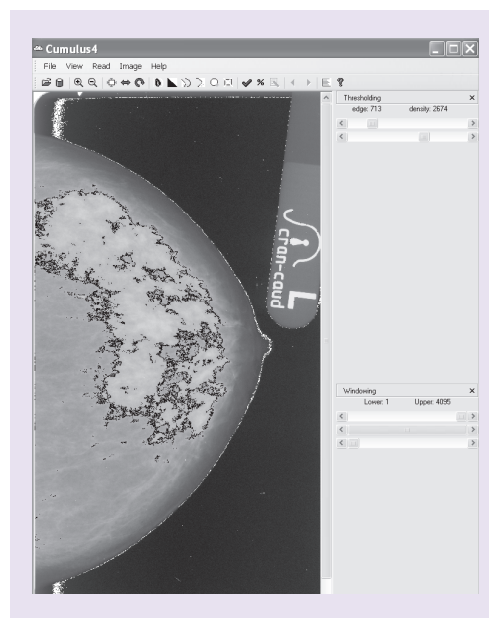 Cumulus4
File View Read Image Help
Thresholding
edge: 713 density: 2674
cran-caud
L
Windowing
Lower: 1 Upper: 4095